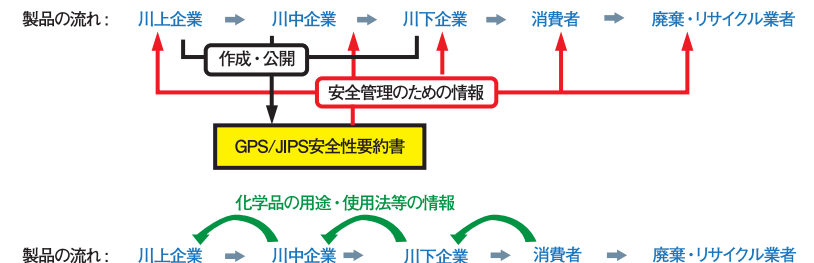 製品の流れ： 川上企業 川中企業 川下企業 消費者 廃棄・リサイクル業者
作成・公開
安全管理のための情報
GPS/JIPS安全性要約書
化学品の用途・使用法等の情報
製品の流れ： 川上企業 川中企業 川下企業 消費者 廃棄・リサイクル業者